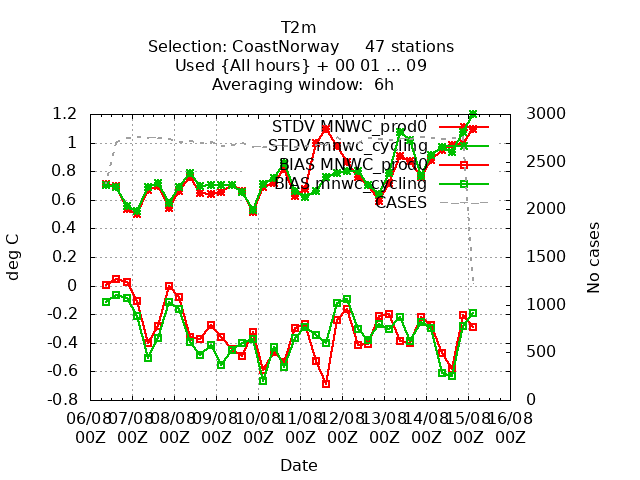 T2m
Selection: CoastNorway 47 stations
Used {All hours} + 00 01 ... 09
Averaging window: 6h
1.2
1
0.8
0.6
0.4
0.2
0
-0.2
-0.4
-0.6
-0.8
deg C
3000
2500
2000
1500
1000
500
0
No cases
STDV MNWC_prod0
STDV mnwc_cycling
BIAS MNWC_prod0
BIAS mnwc_cycling
CASES
06/08 07/08 08/08 09/08 10/08 11/08 12/08 13/08 14/08 15/08 16/08
00Z 00Z 00Z 00Z 00Z 00Z 00Z 00Z 00Z 00Z 00Z
Date